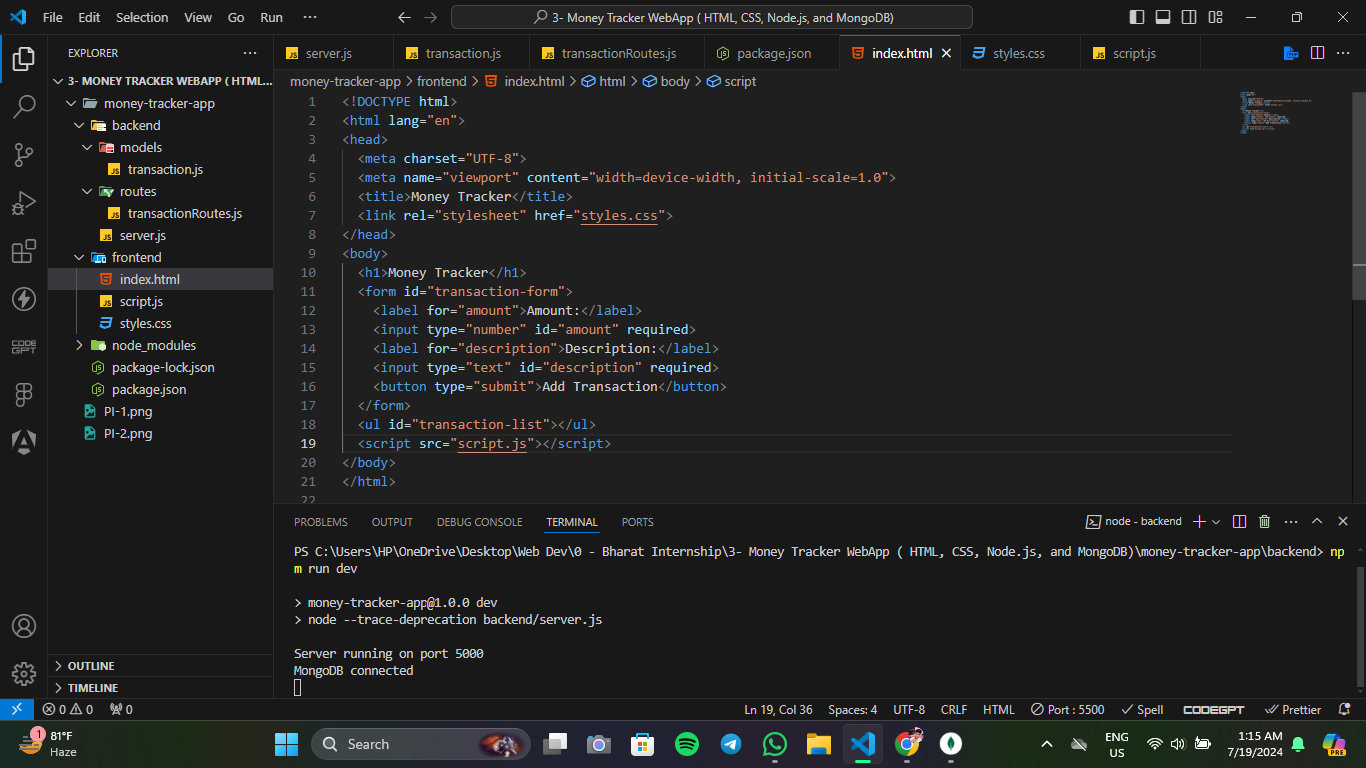 File Edit Selection View Go Run ···
3- Money Tracker WebApp ( HTML, CSS, Node.js, and MongoDB)
EXPLORER
3- MONEY TRACKER WEBAPP ( HTML...
money-tracker-app
backend
models
transaction.js
routes
transactionRoutes.js
server.js
frontend
index.html
script.js
styles.css
node_modules
package-lock.json
package.json
PI-1.png
PI-2.png
OUTLINE
TIMELINE
server.js transaction.js transactionRoutes.js package.json index.html styles.css script.js
money-tracker-app > frontend > index.html > html > body > script
1 <!DOCTYPE html>
2 <html lang="en">
3 <head>
4 <meta charset="UTF-8">
5 <meta name="viewport" content="width=device-width, initial-scale=1.0">
6 <title>Money Tracker</title>
7 <link rel="stylesheet" href="styles.css">
8 </head>
9 <body>
10 <h1>Money Tracker</h1>
11 <form id="transaction-form">
12 <label for="amount">Amount:</label>
13 <input type="number" id="amount" required>
14 <label for="description">Description:</label>
15 <input type="text" id="description" required>
16 <button type="submit">Add Transaction</button>
17 </form>
18 <ul id="transaction-list"></ul>
19 <script src="script.js"></script>
20 </body>
21 </html>
22
PROBLEMS OUTPUT DEBUG CONSOLE TERMINAL PORTS
node - backend
PS C:\Users\HP\OneDrive\Desktop\Web Dev\0 - Bharat Internship\3- Money Tracker WebApp ( HTML, CSS, Node.js, and MongoDB)\money-tracker-app\backend> np
m run dev
> money-tracker-app@1.0.0 dev
> node --trace-deprecation backend/server.js
Server running on port 5000
MongoDB connected
0 0 0
Ln 19, Col 36 Spaces: 4 UTF-8 CRLF HTML Port : 5500 Spell CODEGPT Prettier
CODE
GPT
1
81°F
Haze
Search
ENG
US
1:15 AM
7/19/2024
PRE